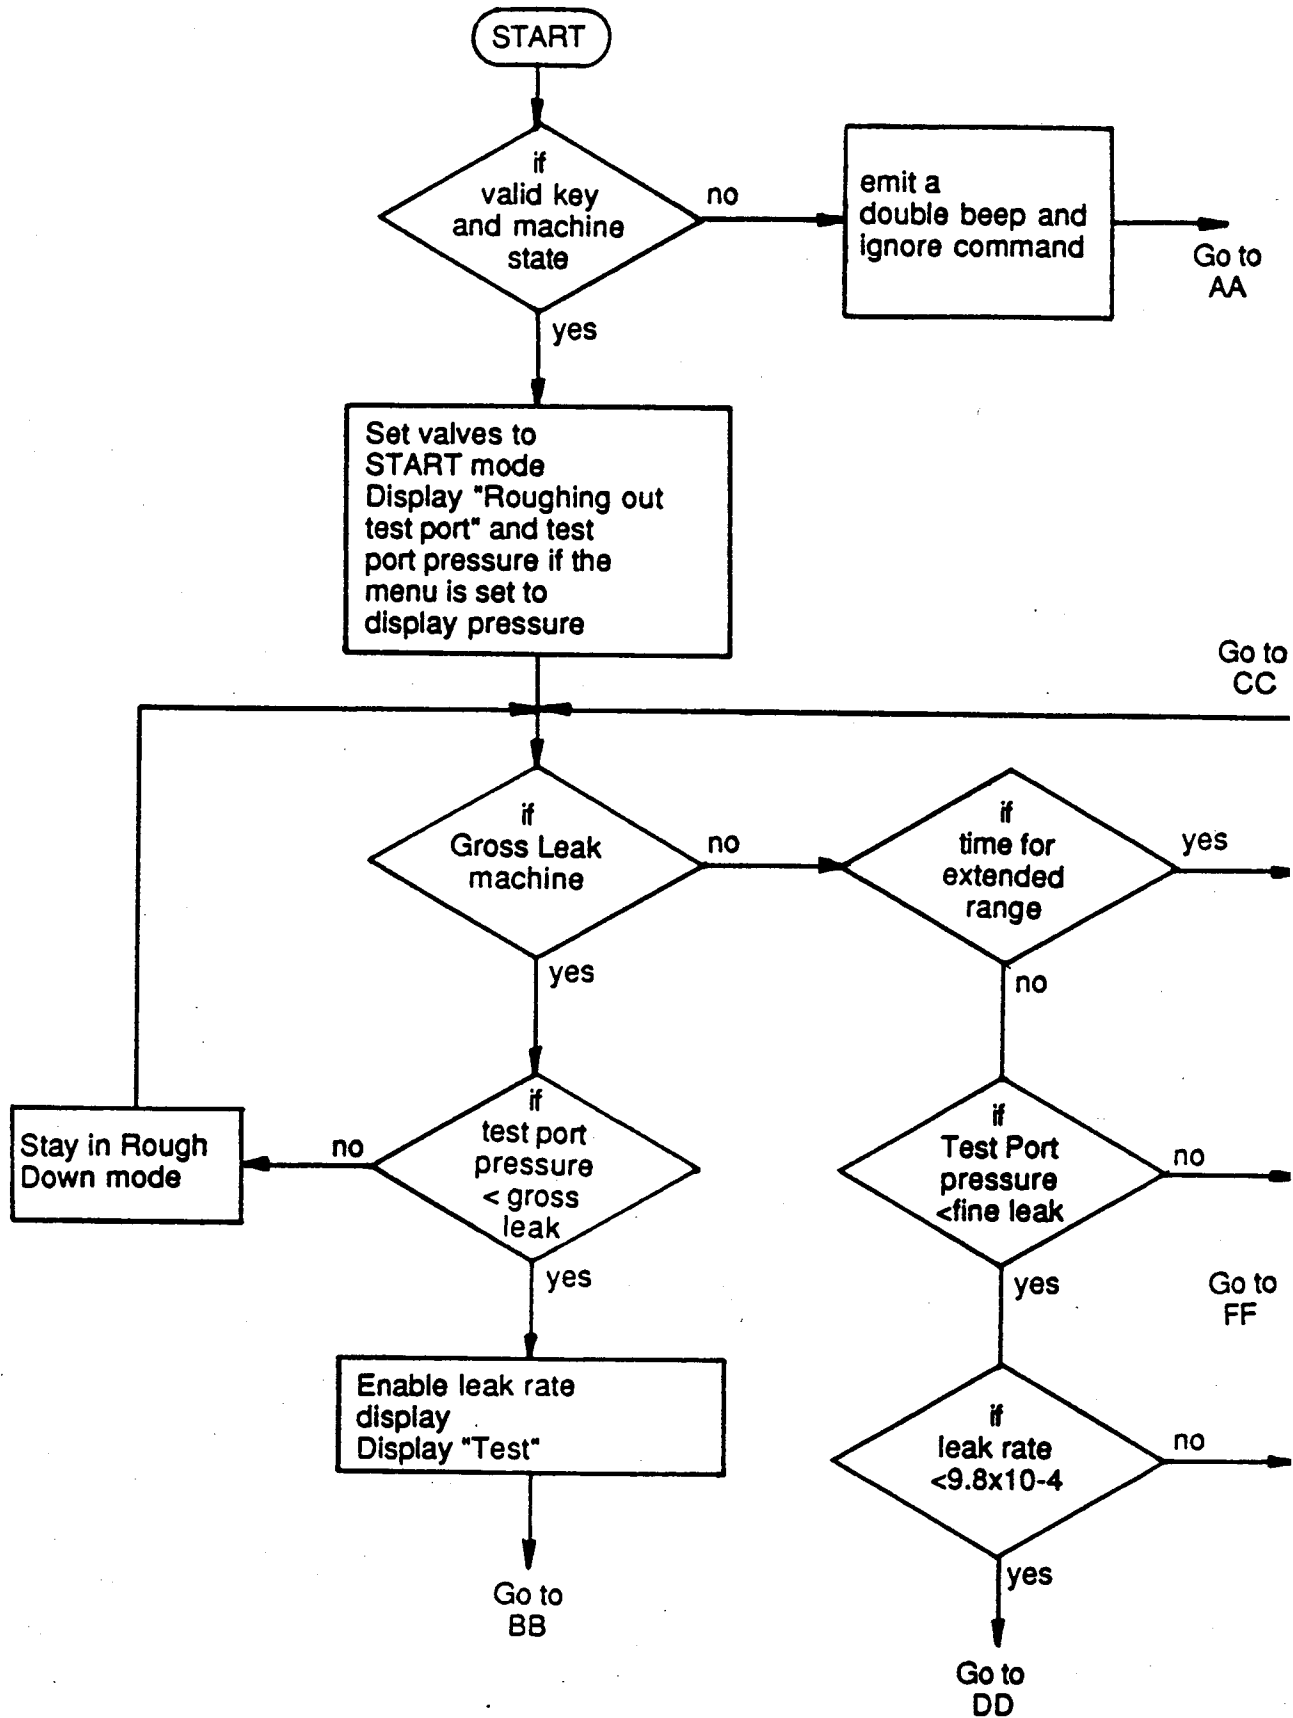 START
if
valid key
and machine
state
no
emit a
double beep and
ignore command
Go to
AA
yes
Set valves to
START mode
Display "Roughing out
test port" and test
port pressure if the
menu is set to
display pressure
Go to
CC
if
Gross Leak
machine
no
if
time for
extended
range
yes
yes
no
Stay in Rough
Down mode
no
if
test port
pressure
< gross
leak
if
Test Port
pressure
<fine leak
no
yes
yes
Go to
FF
Enable leak rate
display
Display "Test"
if
leak rate
<9.8x10-4
no
yes
Go to
BB
Go to
DD